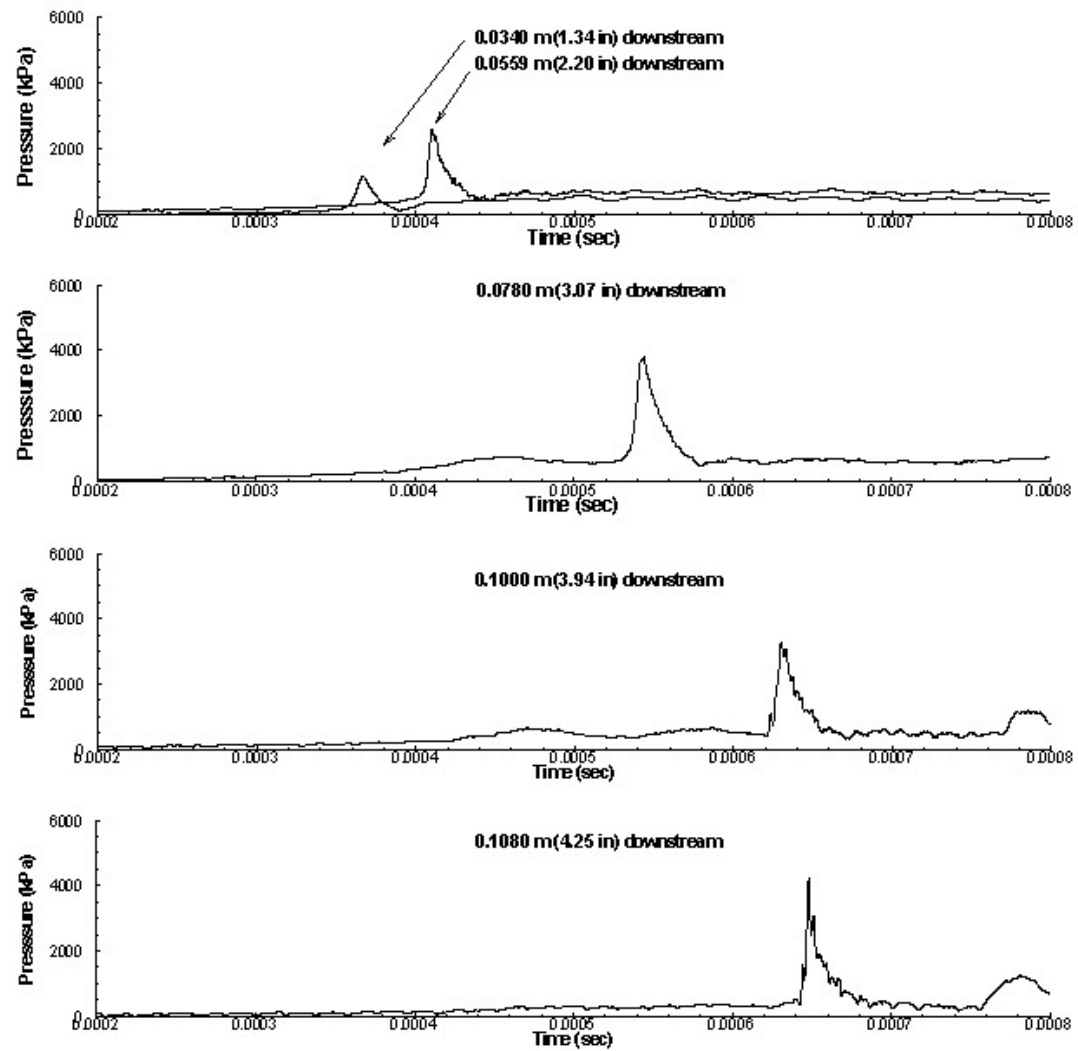 6000
0.0340 m (1.34 in) downstream
0.0559 m (2.20 in) downstream
4000
2000
0
Pressure (kPa)
0.0002 0.0003 0.0004 0.0005 0.0006 0.0007 0.0008
Time (sec)
6000
0.0780 m (3.07 in) downstream
4000
2000
0
Presssure (kPa)
0.0002 0.0003 0.0004 0.0005 0.0006 0.0007 0.0008
Time (sec)
6000
0.1000 m (3.94 in) downstream
4000
2000
0
Presssure (kPa)
0.0002 0.0003 0.0004 0.0005 0.0006 0.0007 0.0008
Time (sec)
6000
0.1080 m (4.25 in) downstream
4000
2000
0
Presssure (kPa)
0.0002 0.0003 0.0004 0.0005 0.0006 0.0007 0.0008
Time (sec)